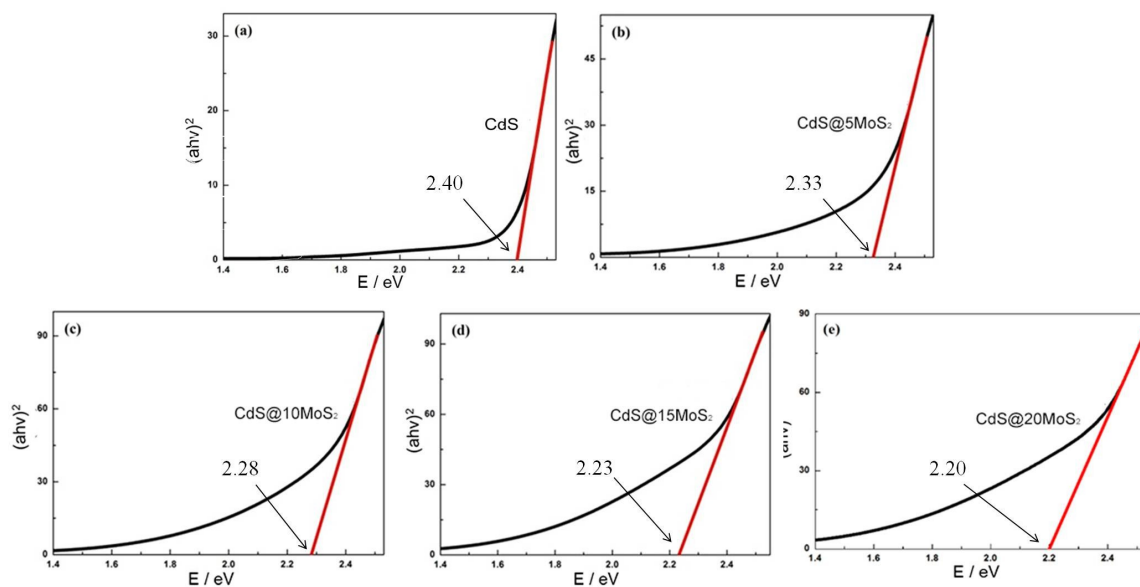 (a)
(ahv)²
30
20
10
0
CdS
2.40
1.4 1.6 1.8 2.0 2.2 2.4
E / eV
(b)
(ahv)²
45
30
15
0
CdS@5MoS₂
2.33
1.4 1.6 1.8 2.0 2.2 2.4
E / eV
(c)
(ahv)²
90
60
30
0
CdS@10MoS₂
2.28
1.4 1.6 1.8 2.0 2.2 2.4
E / eV
(d)
(ahv)²
90
60
30
0
CdS@15MoS₂
2.23
1.4 1.6 1.8 2.0 2.2 2.4
E / eV
(e)
(ahv)²
90
60
30
0
CdS@20MoS₂
2.20
1.4 1.6 1.8 2.0 2.2 2.4
E / eV